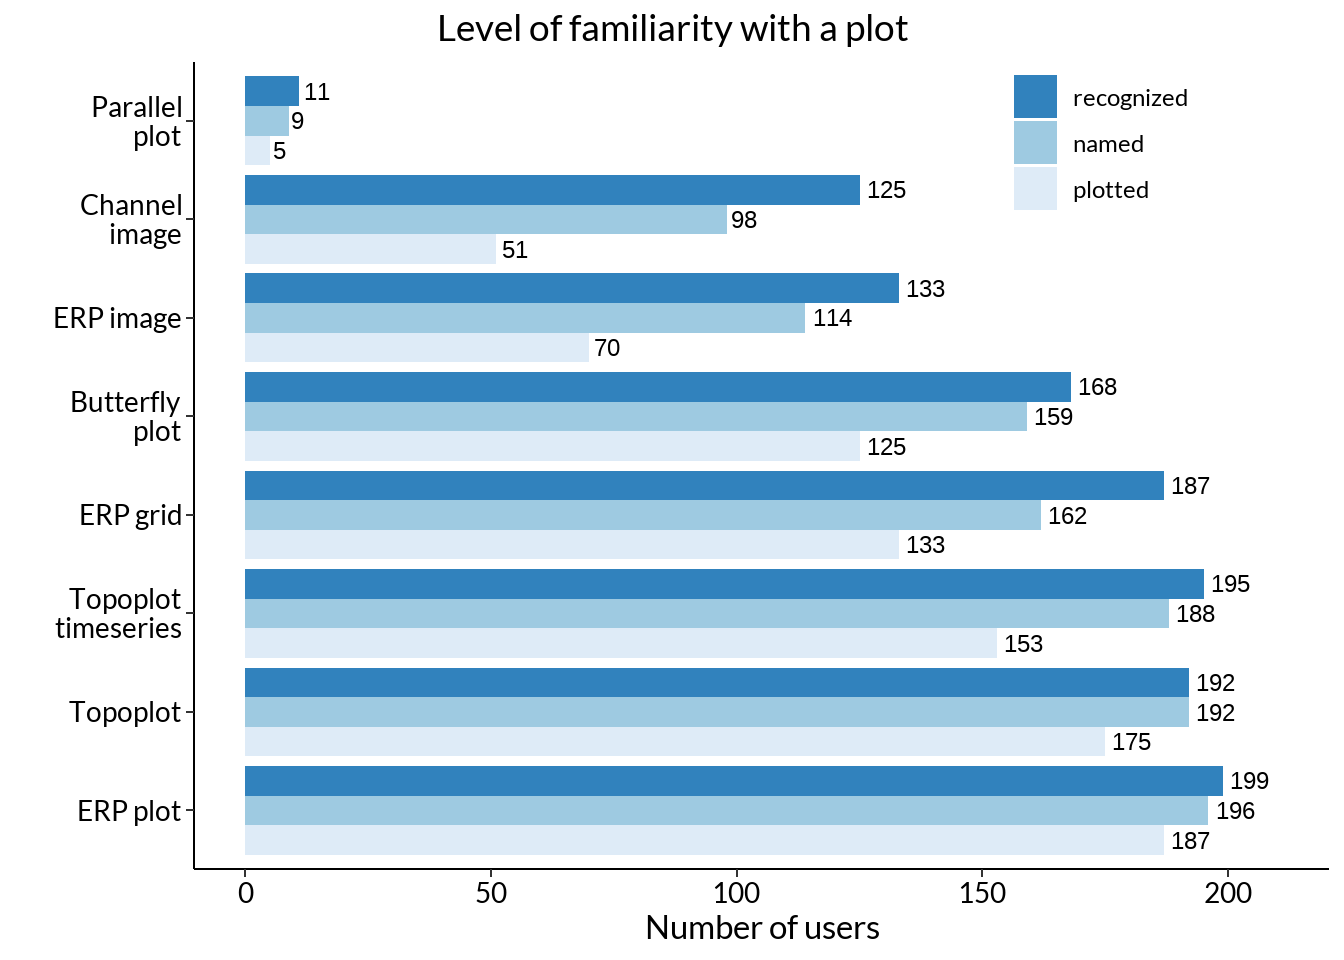 Level of familiarity with a plot
recognized
named
plotted
Parallel
plot
11
9
5
Channel
image
125
98
51
ERP image
133
114
70
Butterfly
plot
168
159
125
ERP grid
187
162
133
Topoplot
timeseries
195
188
153
Topoplot
192
192
175
ERP plot
199
196
187
0 50 100 150 200
Number of users